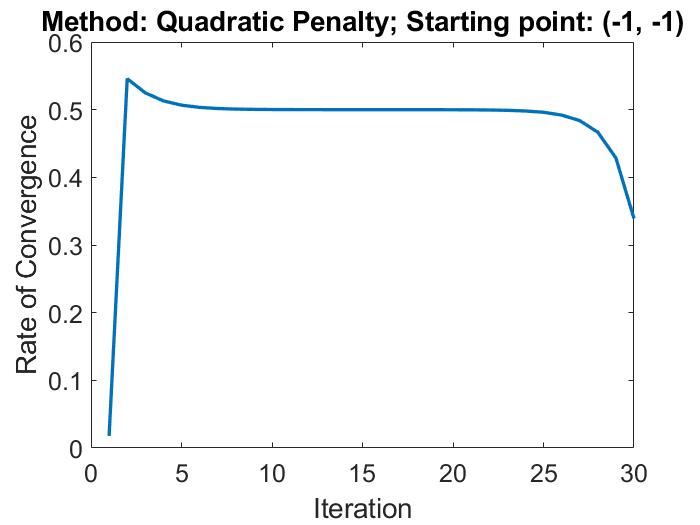 Method: Quadratic Penalty; Starting point: (-1, -1)
0.6
0.5
0.4
0.3
0.2
0.1
0
Rate of Convergence
0 5 10 15 20 25 30
Iteration